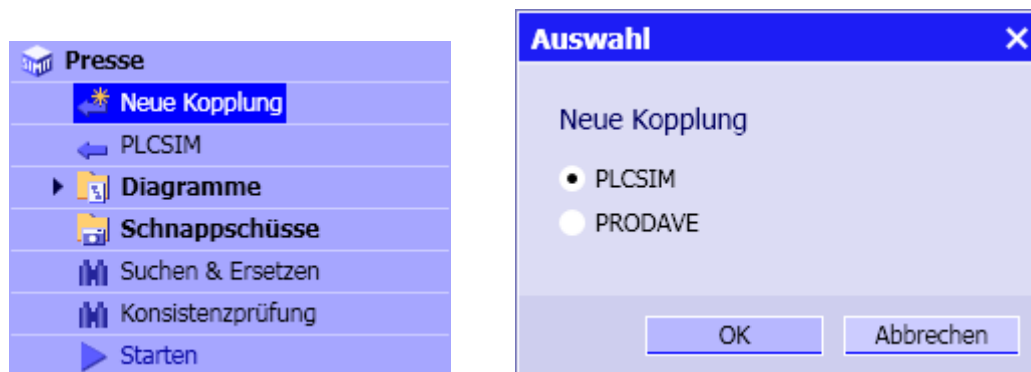 Presse
Neue Kopplung
PLCSIM
Diagramme
Schnappschüsse
Suchen & Ersetzen
Konsistenzprüfung
Starten
Auswahl
Neue Kopplung
PLCSIM
PRODAVE
OK
Abbrechen